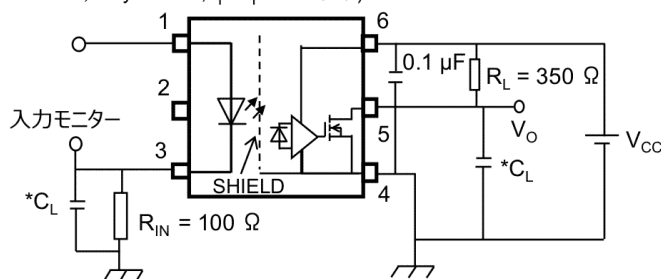 1
6
0.1 µF
R_L = 350 Ω
2
入力モニター
5
V_O
V_CC
3
SHIELD
4
*C_L
*C_L
R_IN = 100 Ω